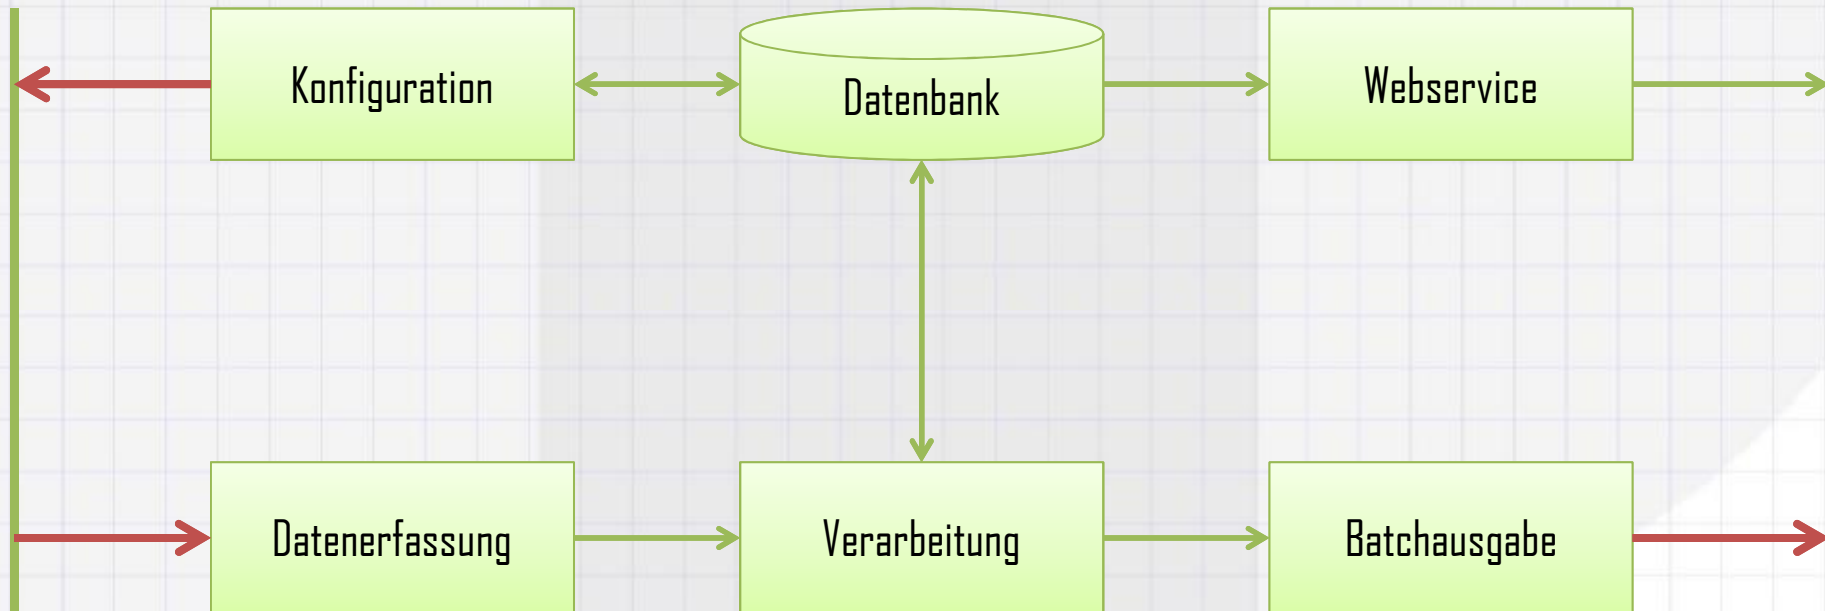 Konfiguration
Datenbank
Webservice
Datenerfassung
Verarbeitung
Batchausgabe